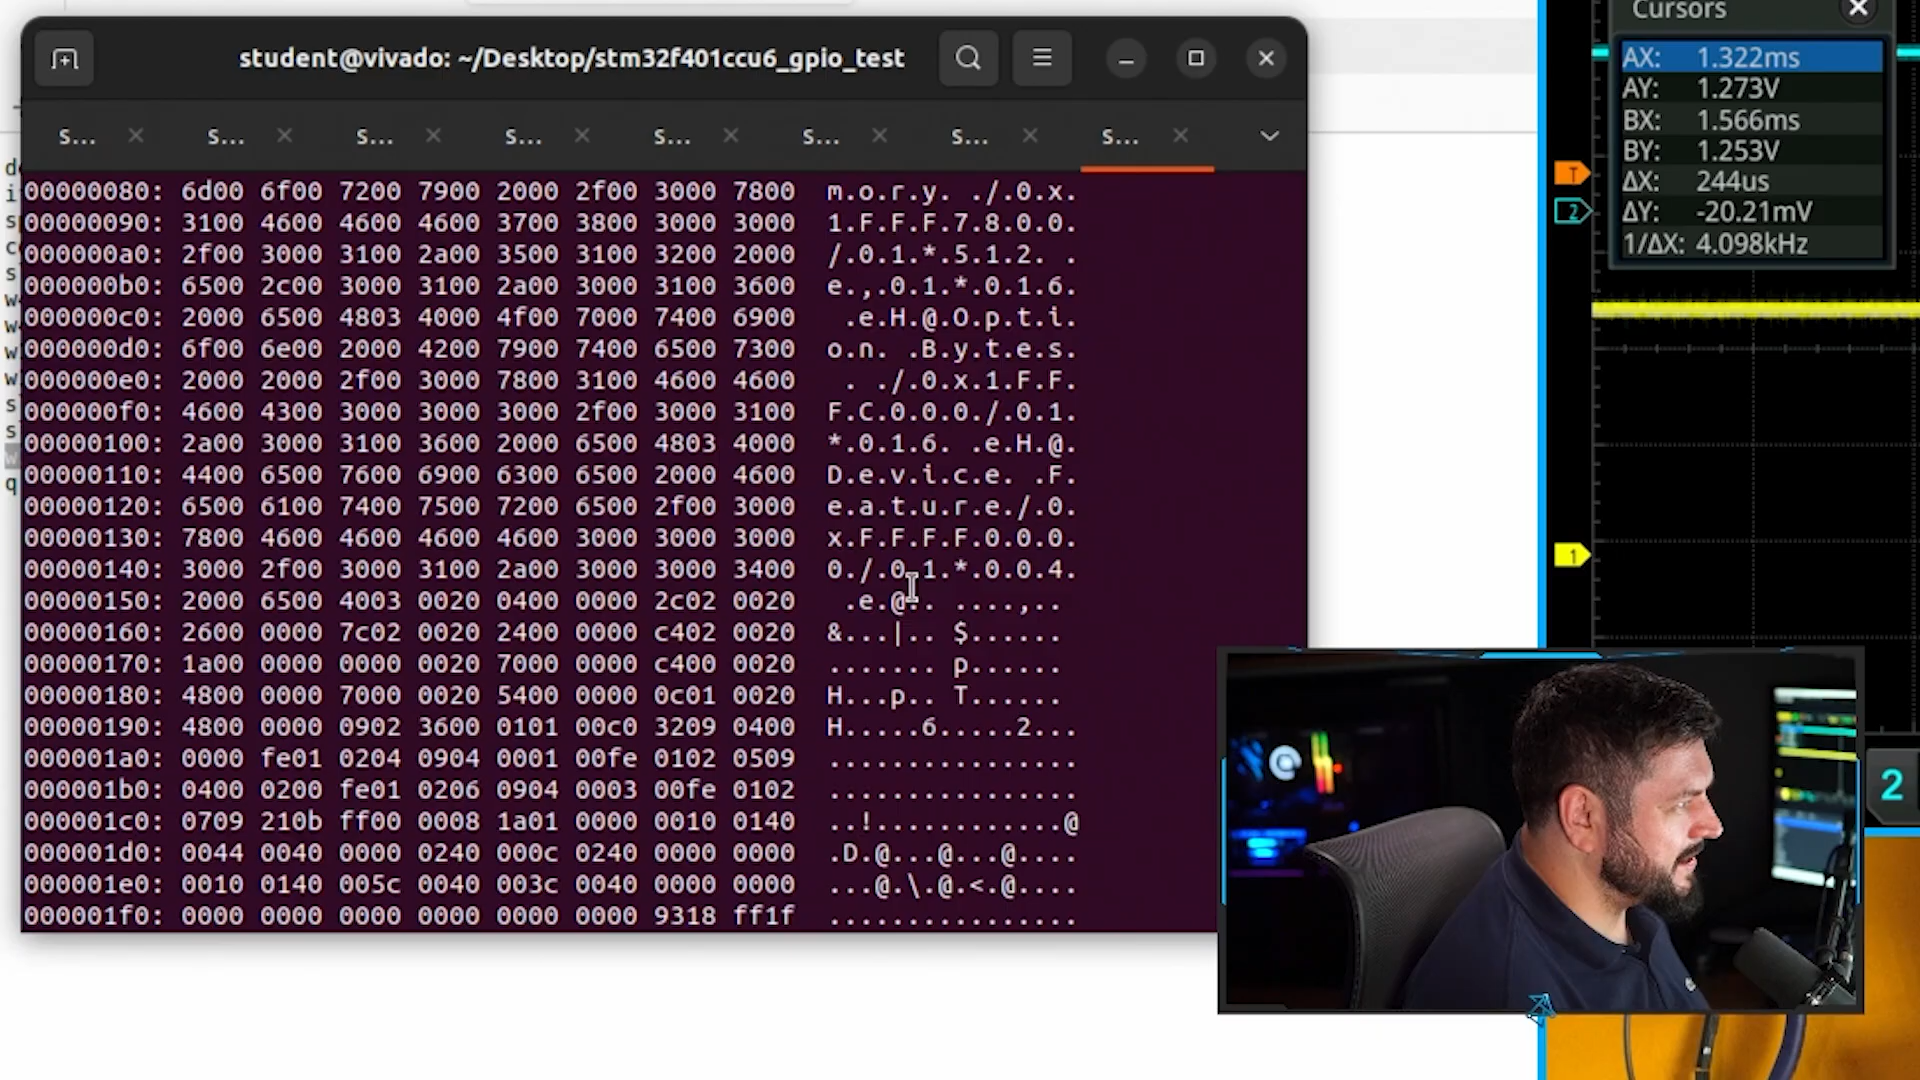 student@vivado: ~/Desktop/stm32f401ccu6_gpio_test
s... × s... × s... × s... × s... × s... × s... × s... ×
00000080: 6d00 6f00 7200 7900 2000 2f00 3000 7800 m.o.r.y. ./.0.x.
00000090: 3100 4600 4600 4600 3700 3800 3000 3000 1.F.F.F.7.8.0.0.
000000a0: 2f00 3000 3100 2a00 3500 3100 3200 2000 /.0.1.*.5.1.2. .
000000b0: 6500 2c00 3000 3100 2a00 3000 3100 3600 e.,.0.1.*.0.1.6.
000000c0: 2000 6500 4803 4000 4f00 7000 7400 6900  .e.H.@.O.p.t.i.
000000d0: 6f00 6e00 2000 4200 7900 7400 6500 7300 o.n. .B.y.t.e.s.
000000e0: 2000 2000 2f00 3000 7800 3100 4600 4600  . ./.0.x.1.F.F.
000000f0: 4600 4300 3000 3000 3000 2f00 3000 3100 F.C.0.0.0./.0.1.
00000100: 2a00 3000 3100 3600 2000 6500 4803 4000 *.0.1.6. .e.H.@.
00000110: 4400 6500 7600 6900 6300 6500 2000 4600 D.e.v.i.c.e. .F.
00000120: 6500 6100 7400 7500 7200 6500 2f00 3000 e.a.t.u.r.e./.0.
00000130: 7800 4600 4600 4600 4600 3000 3000 3000 x.F.F.F.F.0.0.0.
00000140: 3000 2f00 3000 3100 2a00 3000 3000 3400 0./.0.1.*.0.0.4.
00000150: 2000 6500 4003 0020 0400 0000 2c02 0020  .e.@.. ....,..
00000160: 2600 0000 7c02 0020 2400 0000 c402 0020 &...|.. $......
00000170: 1a00 0000 0000 0020 7000 0000 c400 0020 ....... p......
00000180: 4800 0000 7000 0020 5400 0000 0c01 0020 H...p.. T......
00000190: 4800 0000 0902 3600 0101 00c0 3209 0400 H.....6.....2...
000001a0: 0000 fe01 0204 0904 0001 00fe 0102 0509 ................
000001b0: 0400 0200 fe01 0206 0904 0003 00fe 0102 ................
000001c0: 0709 210b ff00 0008 1a01 0000 0010 0140 ..!............@
000001d0: 0044 0040 0000 0240 000c 0240 0000 0000 .D.@...@...@....
000001e0: 0010 0140 005c 0040 003c 0040 0000 0000 ...@.\.@.<.@....
000001f0: 0000 0000 0000 0000 0000 0000 9318 ff1f ................
Cursors
AX: 1.322ms
AY: 1.273V
BX: 1.566ms
BY: 1.253V
ΔX: 244us
ΔY: -20.21mV
1/ΔX: 4.098kHz
T
2
1
2
q